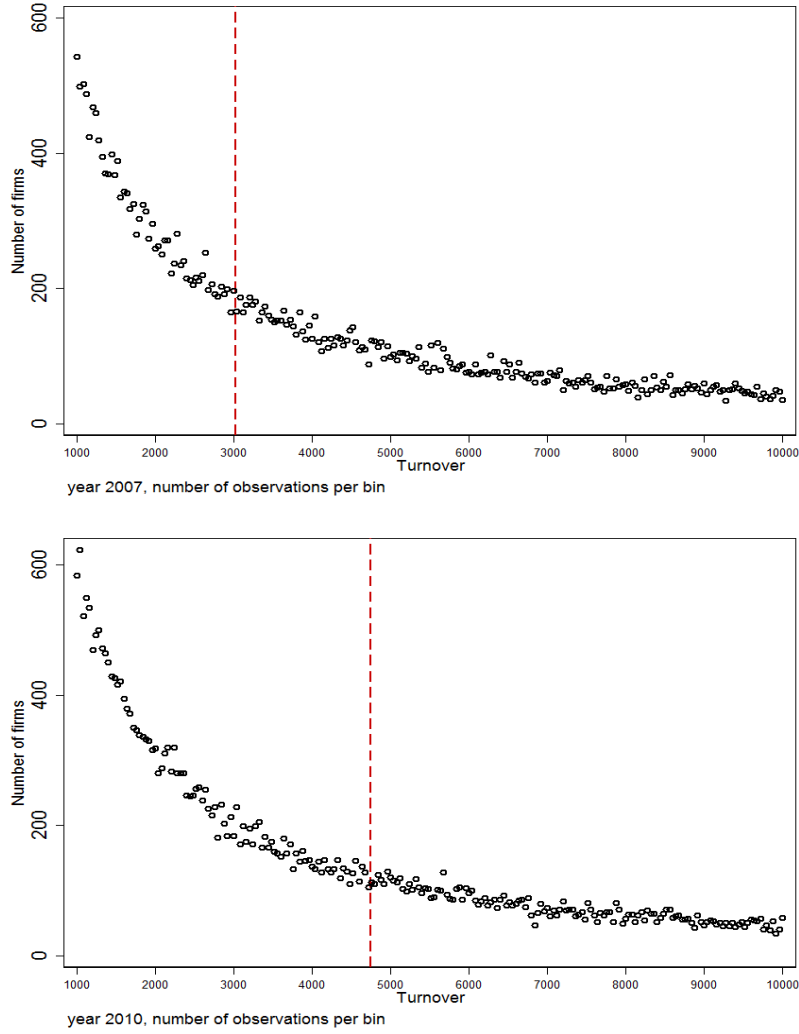 600
400
200
0
Number of firms
1000 2000 3000 4000 5000 6000 7000 8000 9000 10000
Turnover
year 2007, number of observations per bin
600
400
200
0
Number of firms
1000 2000 3000 4000 5000 6000 7000 8000 9000 10000
Turnover
year 2010, number of observations per bin